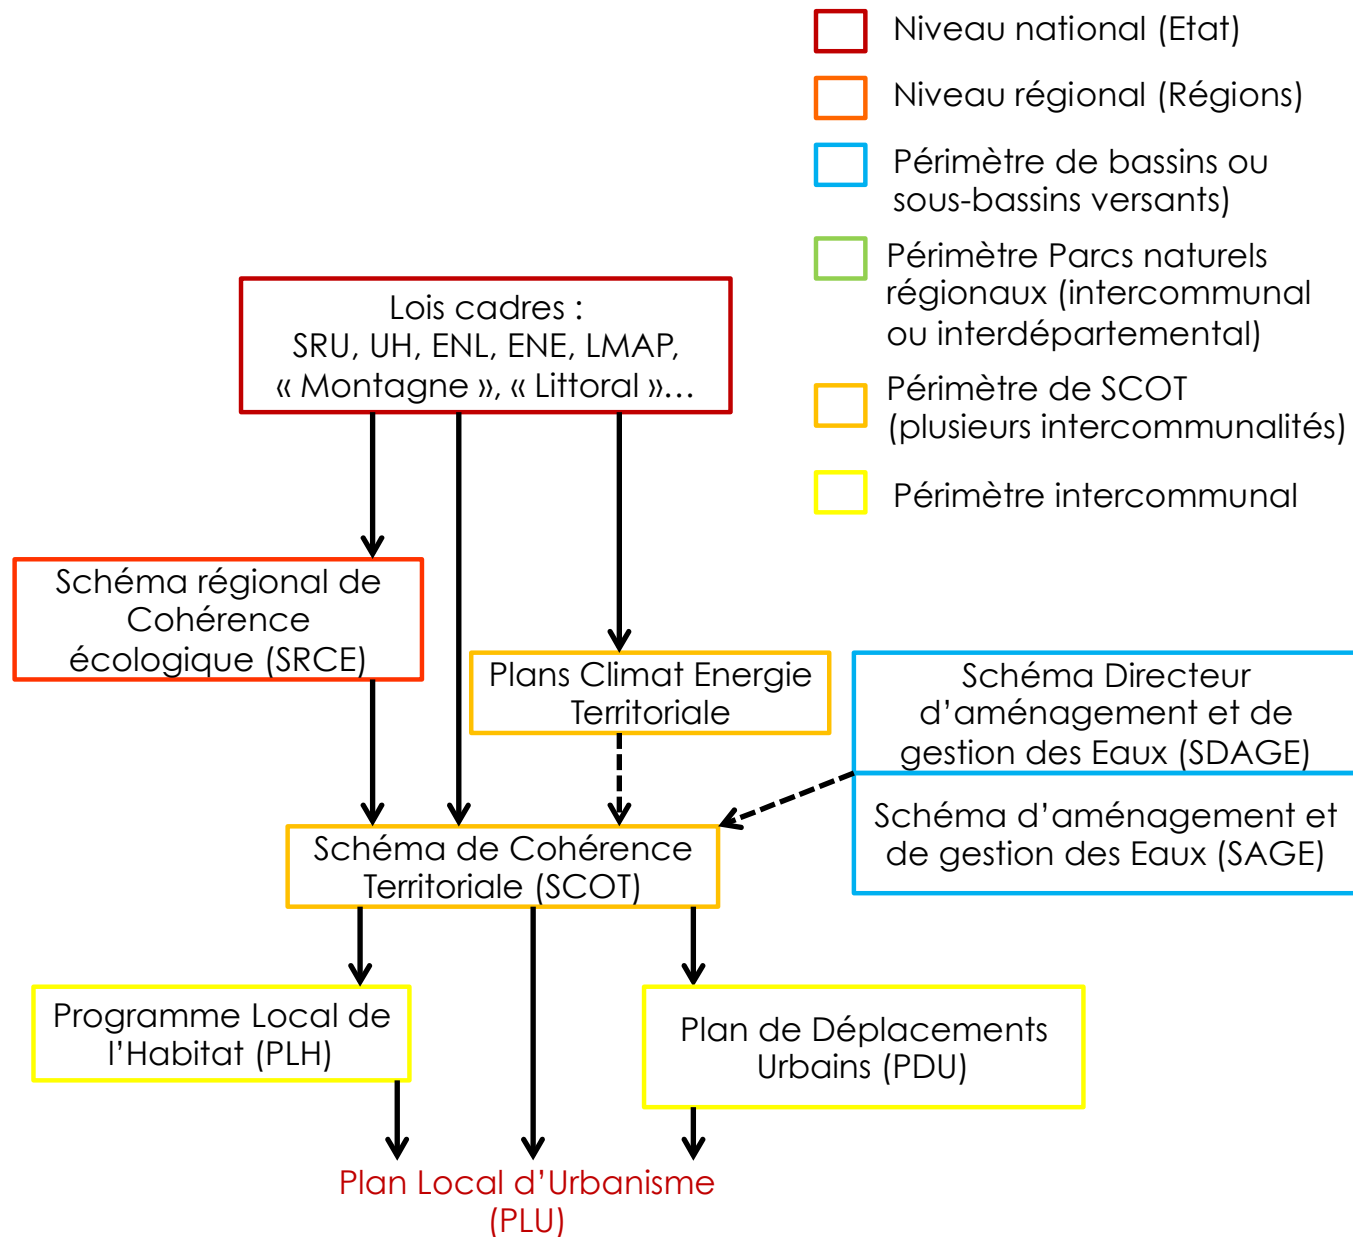 Niveau national (Etat)
Niveau régional (Régions)
Périmètre de bassins ou
sous-bassins versants)
Périmètre Parcs naturels
régionaux (intercommunal
ou interdépartemental)
Périmètre de SCOT
(plusieurs intercommunalités)
Périmètre intercommunal
Lois cadres :
SRU, UH, ENL, ENE, LMAP,
« Montagne », « Littoral »…
Schéma régional de
Cohérence
écologique (SRCE)
Plans Climat Energie
Territoriale
Schéma Directeur
d’aménagement et de
gestion des Eaux (SDAGE)
Schéma d’aménagement et
de gestion des Eaux (SAGE)
Schéma de Cohérence
Territoriale (SCOT)
Programme Local de
l’Habitat (PLH)
Plan de Déplacements
Urbains (PDU)
Plan Local d’Urbanisme
(PLU)